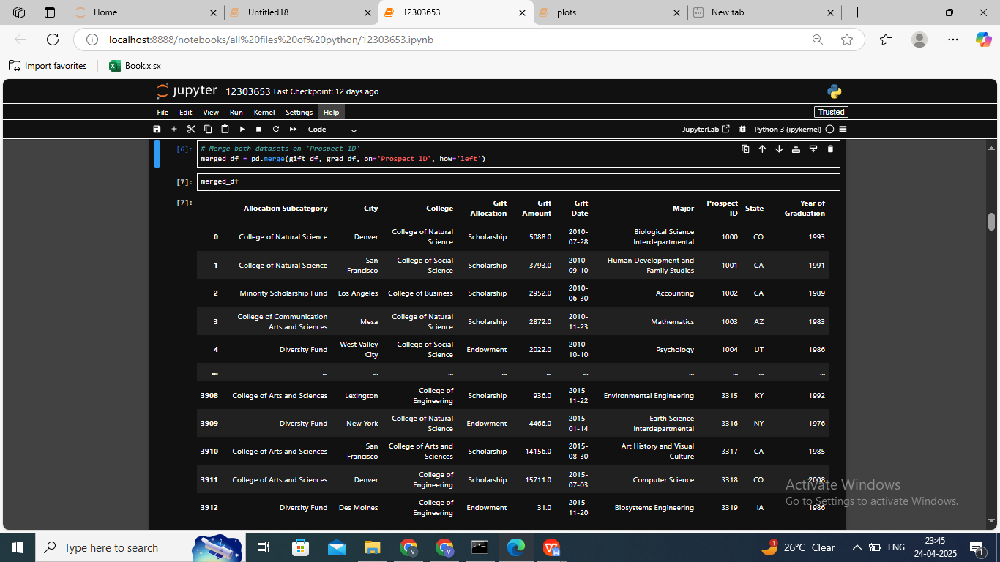 Home
Untitled18
12303653
plots
New tab
localhost:8888/notebooks/all%20files%20of%20python/12303653.ipynb
Import favorites
Book.xlsx
jupyter 12303653 Last Checkpoint: 12 days ago
File Edit View Run Kernel Settings Help
Trusted
Code
JupyterLab
Python 3 (ipykernel)
[6]: # Merge both datasets on 'Prospect ID'
merged_df = pd.merge(gift_df, grad_df, on='Prospect ID', how='left')
[7]: merged_df
[7]:
Allocation Subcategory City College Gift Allocation Gift Amount Gift Date Major Prospect ID State Year of Graduation
0 College of Natural Science Denver College of Natural Science Scholarship 5088.0 2010-07-28 Biological Science Interdepartmental 1000 CO 1993
1 College of Natural Science San Francisco College of Social Science Scholarship 3793.0 2010-09-10 Human Development and Family Studies 1001 CA 1991
2 Minority Scholarship Fund Los Angeles College of Business Scholarship 2952.0 2010-06-30 Accounting 1002 CA 1989
3 College of Communication Arts and Sciences Mesa College of Natural Science Scholarship 2872.0 2010-11-23 Mathematics 1003 AZ 1983
4 Diversity Fund West Valley City College of Social Science Endowment 2022.0 2010-10-10 Psychology 1004 UT 1986
... ... ... ... ... ... ... ... ... ... ...
3908 College of Arts and Sciences Lexington College of Engineering Scholarship 936.0 2015-11-22 Environmental Engineering 3315 KY 1992
3909 Diversity Fund New York College of Natural Science Endowment 4466.0 2015-01-14 Earth Science Interdepartmental 3316 NY 1976
3910 College of Arts and Sciences San Francisco College of Arts and Sciences Scholarship 14156.0 2015-08-30 Art History and Visual Culture 3317 CA 1985
3911 College of Arts and Sciences Denver College of Engineering Scholarship 15711.0 2015-07-03 Computer Science 3318 CO 2008
3912 Diversity Fund Des Moines College of Engineering Endowment 31.0 2015-11-20 Biosystems Engineering 3319 IA 1986
Activate Windows
Go to Settings to activate Windows.
Type here to search
1
26°C Clear
ENG
23:45
24-04-2025
1